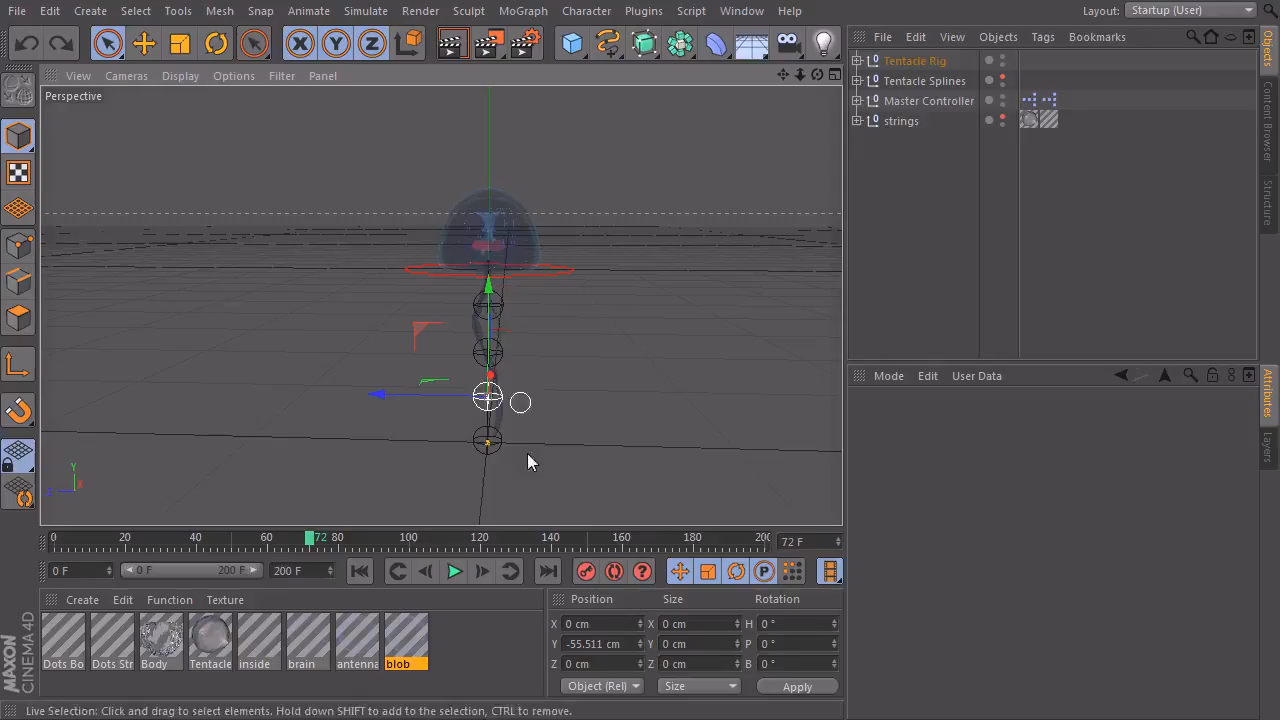 File Edit Create Select Tools Mesh Snap Animate Simulate Render Sculpt MoGraph Character Plugins Script Window Help Layout: Startup (User)
File Edit View Objects Tags Bookmarks
View Cameras Display Options Filter Panel
Perspective
Tentacle Rig
Tentacle Splines
Master Controller
strings
Objects
Content Browser
Structure
Mode Edit User Data
Attributes
Layers
Y
X
Z
0 20 40 60 72 80 100 120 140 160 180 200 72 F
0 F 0 F 200 F 200 F
Create Edit Function Texture
Position Size Rotation
X 0 cm X 0 cm H 0 °
Y -55.511 cm Y 0 cm P 0 °
Z 0 cm Z 0 cm B 0 °
Object (Rel) Size Apply
Dots Bo Dots Str Body Tentacle inside brain antenna blob
MAXON
CINEMA 4D
Live Selection: Click and drag to select elements. Hold down SHIFT to add to the selection, CTRL to remove.